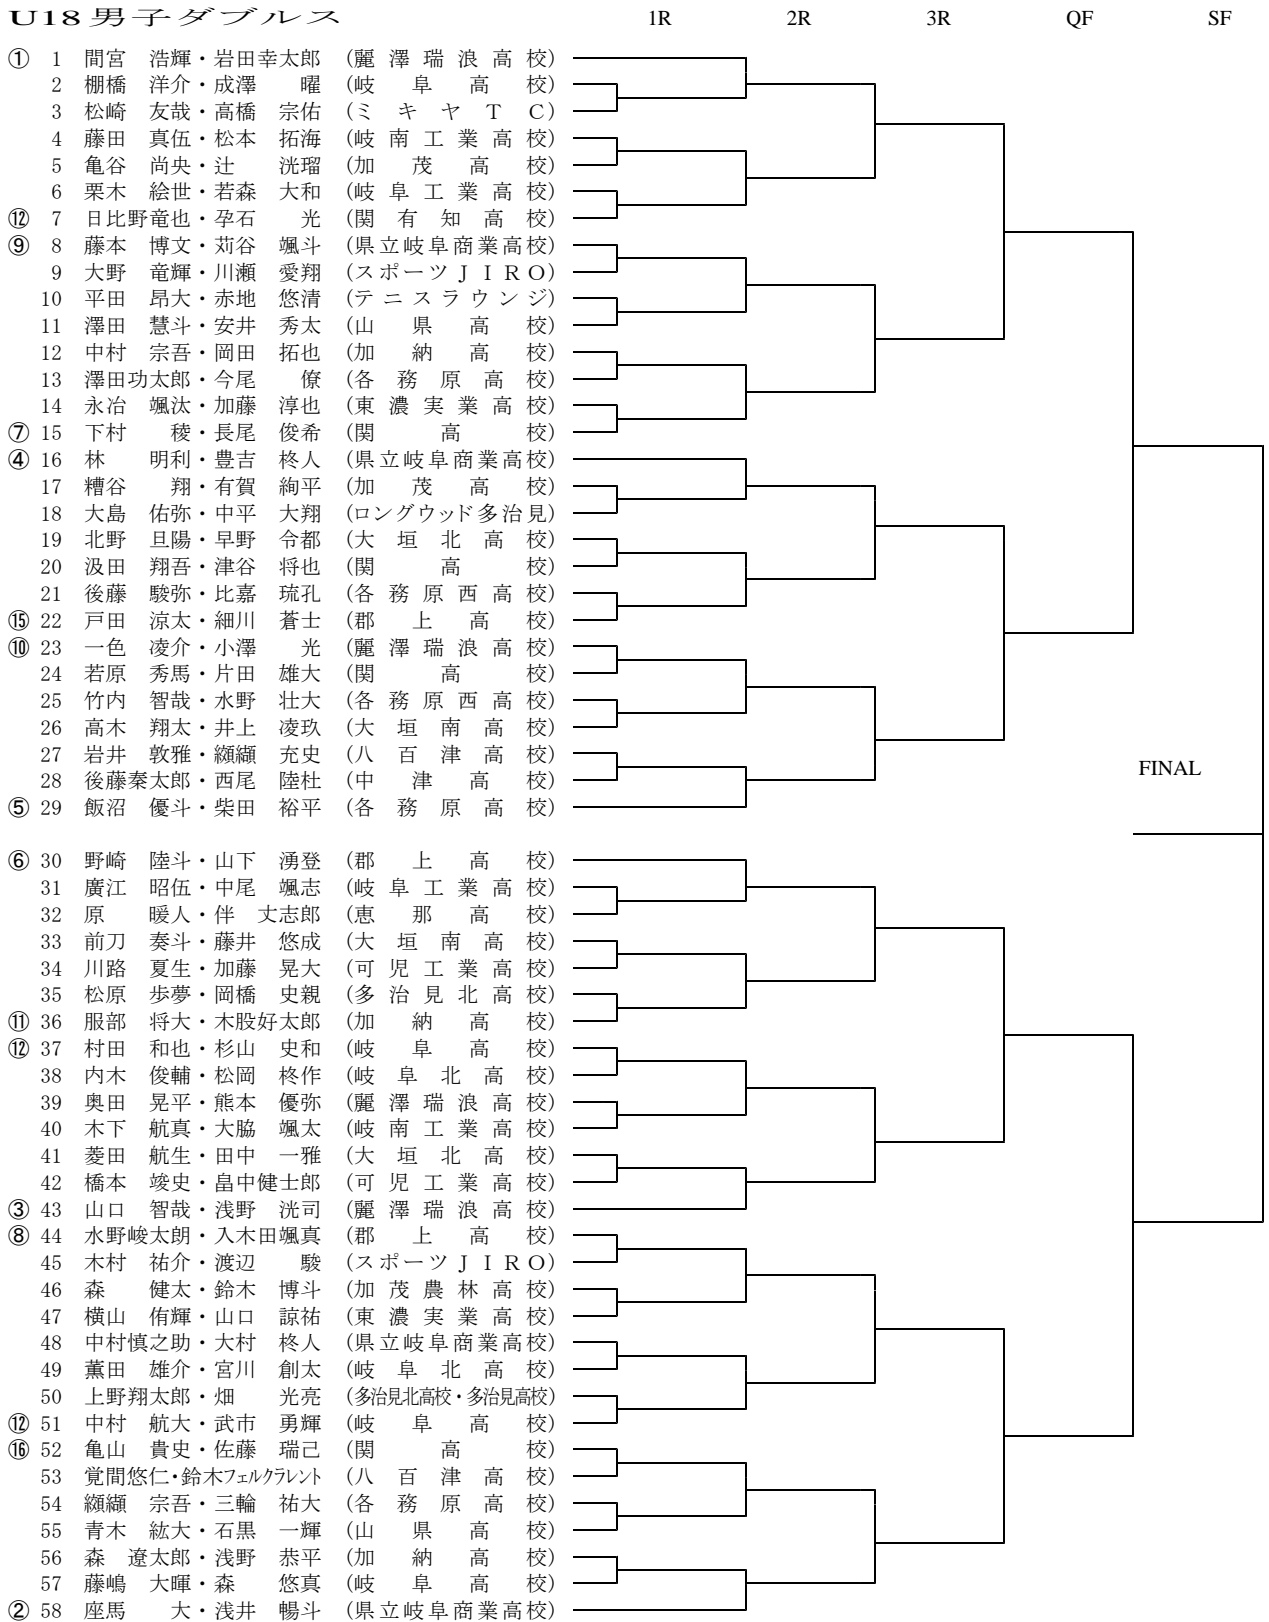 U18男子ダブルス 1R 2R 3R QF SF
① 1 間宮 浩輝・岩田幸太郎 (麗澤瑞浪高校)
2 棚橋 洋介・成澤 曜 (岐阜高校)
3 松崎 友哉・高橋 宗佑 (ミキヤTC)
4 藤田 真伍・松本 拓海 (岐南工業高校)
5 亀谷 尚央・辻 洸瑠 (加茂高校)
6 栗木 絵世・若森 大和 (岐阜工業高校)
⑫ 7 日比野竜也・孕石 光 (関有知高校)
⑨ 8 藤本 博文・苅谷 颯斗 (県立岐阜商業高校)
9 大野 竜輝・川瀬 愛翔 (スポーツJIRO)
10 平田 昂大・赤地 悠清 (テニスラウンジ)
11 澤田 慧斗・安井 秀太 (山県高校)
12 中村 宗吾・岡田 拓也 (加納高校)
13 澤田功太郎・今尾 僚 (各務原高校)
14 永冶 颯汰・加藤 淳也 (東濃実業高校)
⑦ 15 下村 稜・長尾 俊希 (関高校)
④ 16 林 明利・豊吉 柊人 (県立岐阜商業高校)
17 糟谷 翔・有賀 絢平 (加茂高校)
18 大島 佑弥・中平 大翔 (ロングウッド多治見)
19 北野 旦陽・早野 令都 (大垣北高校)
20 汲田 翔吾・津谷 将也 (関高校)
21 後藤 駿弥・比嘉 琉孔 (各務原西高校)
⑮ 22 戸田 涼太・細川 蒼士 (郡上高校)
⑩ 23 一色 凌介・小澤 光 (麗澤瑞浪高校)
24 若原 秀馬・片田 雄大 (関高校)
25 竹内 智哉・水野 壮大 (各務原西高校)
26 高木 翔太・井上 凌玖 (大垣南高校)
27 岩井 敦雅・纐纈 充史 (八百津高校)
28 後藤秦太郎・西尾 陸杜 (中津高校)
FINAL
⑤ 29 飯沼 優斗・柴田 裕平 (各務原高校)
⑥ 30 野崎 陸斗・山下 湧登 (郡上高校)
31 廣江 昭伍・中尾 颯志 (岐阜工業高校)
32 原 暖人・伴 丈志郎 (恵那高校)
33 前刀 奏斗・藤井 悠成 (大垣南高校)
34 川路 夏生・加藤 晃大 (可児工業高校)
35 松原 歩夢・岡橋 史親 (多治見北高校)
⑪ 36 服部 将大・木股好太郎 (加納高校)
⑫ 37 村田 和也・杉山 史和 (岐阜高校)
38 内木 俊輔・松岡 柊作 (岐阜北高校)
39 奥田 晃平・熊本 優弥 (麗澤瑞浪高校)
40 木下 航真・大脇 颯太 (岐南工業高校)
41 菱田 航生・田中 一雅 (大垣北高校)
42 橋本 竣史・畠中健士郎 (可児工業高校)
③ 43 山口 智哉・浅野 洸司 (麗澤瑞浪高校)
⑧ 44 水野峻太朗・入木田颯真 (郡上高校)
45 木村 祐介・渡辺 駿 (スポーツJIRO)
46 森 健太・鈴木 博斗 (加茂農林高校)
47 横山 侑輝・山口 諒祐 (東濃実業高校)
48 中村慎之助・大村 柊人 (県立岐阜商業高校)
49 薫田 雄介・宮川 創太 (岐阜北高校)
50 上野翔太郎・畑 光亮 (多治見北高校・多治見高校)
⑫ 51 中村 航大・武市 勇輝 (岐阜高校)
⑯ 52 亀山 貴史・佐藤 瑞己 (関高校)
53 覚間悠仁・鈴木フェルクラレント (八百津高校)
54 纐纈 宗吾・三輪 祐大 (各務原高校)
55 青木 紘大・石黒 一輝 (山県高校)
56 森 遼太郎・浅野 恭平 (加納高校)
57 藤嶋 大暉・森 悠真 (岐阜高校)
② 58 座馬 大・浅井 暢斗 (県立岐阜商業高校)